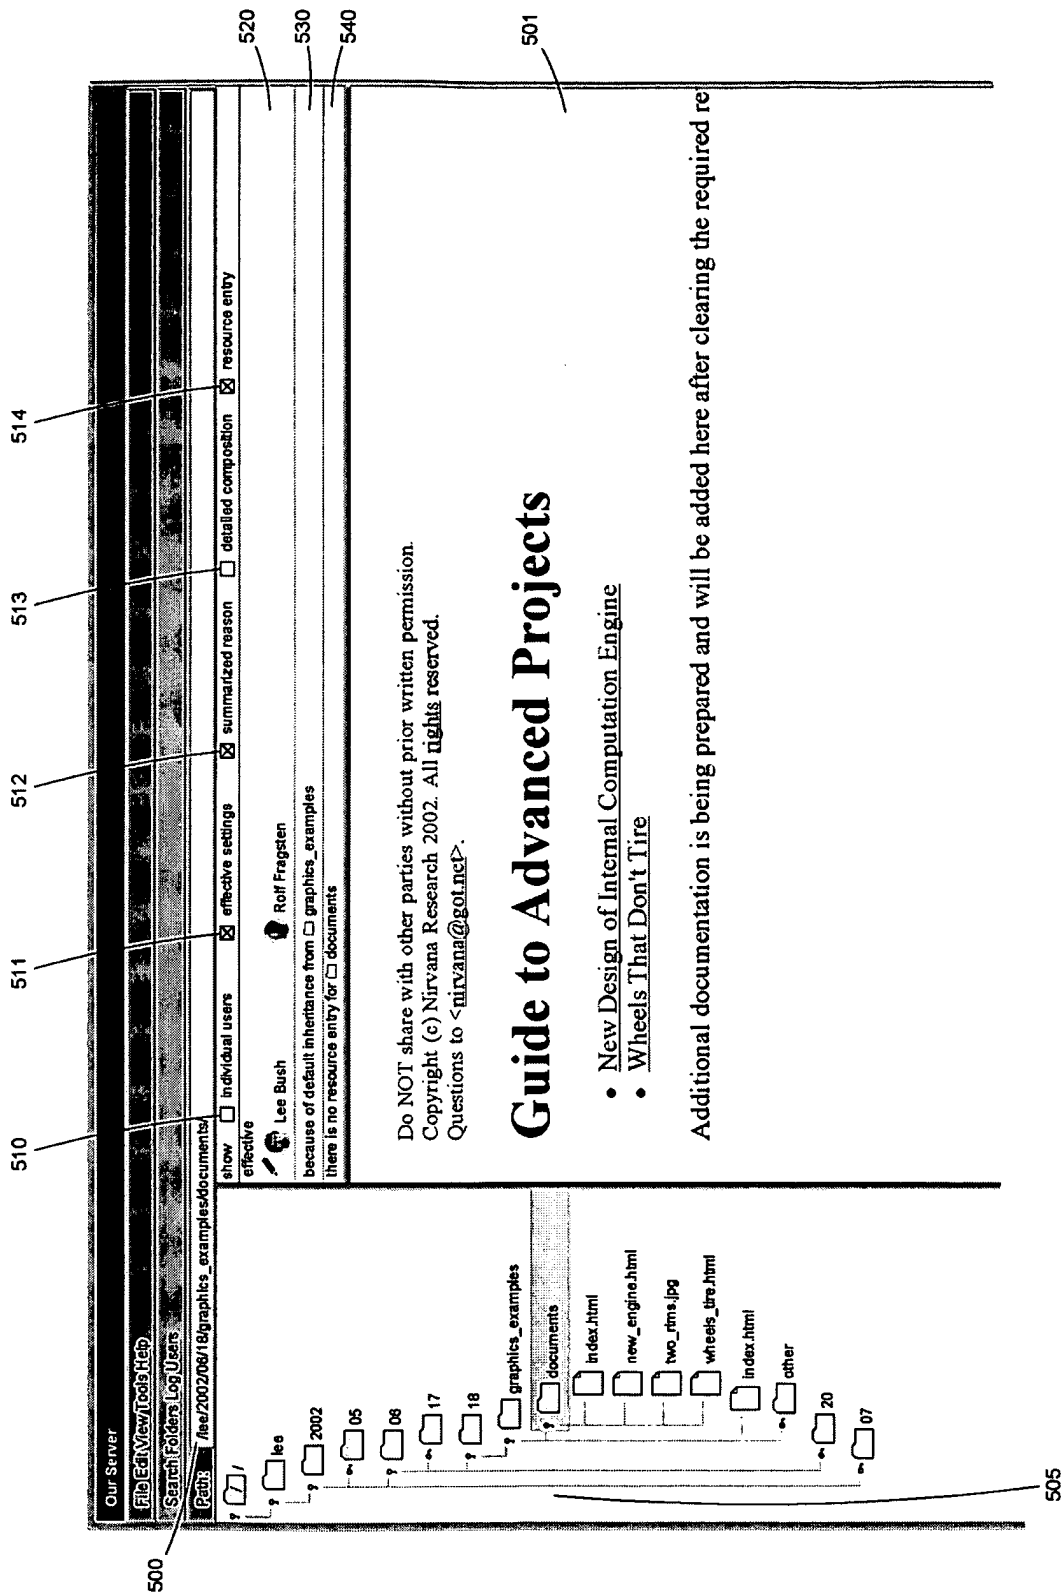 510
511
512
513
514
500
Our Server
File Edit View Tools Help
Search Folders Log Users
Path: /lee/2002/06/18/graphics_examples/documents/
show individual users effective settings summarized reason detailed composition resource entry
effective
Lee Bush Rolf Fragsten
520
because of default inheritance from graphics_examples
530
there is no resource entry for documents
540
/ /
lee
2002
05
06
17
18
graphics_examples
documents
index.html
new_engine.html
two_rims.jpg
wheels_tire.html
index.html
other
20
07
505
501
Do NOT share with other parties without prior written permission.
Copyright (c) Nirvana Research 2002. All rights reserved.
Questions to <nirvana@got.net>.
Guide to Advanced Projects
• New Design of Internal Computation Engine
• Wheels That Don't Tire
Additional documentation is being prepared and will be added here after clearing the required re